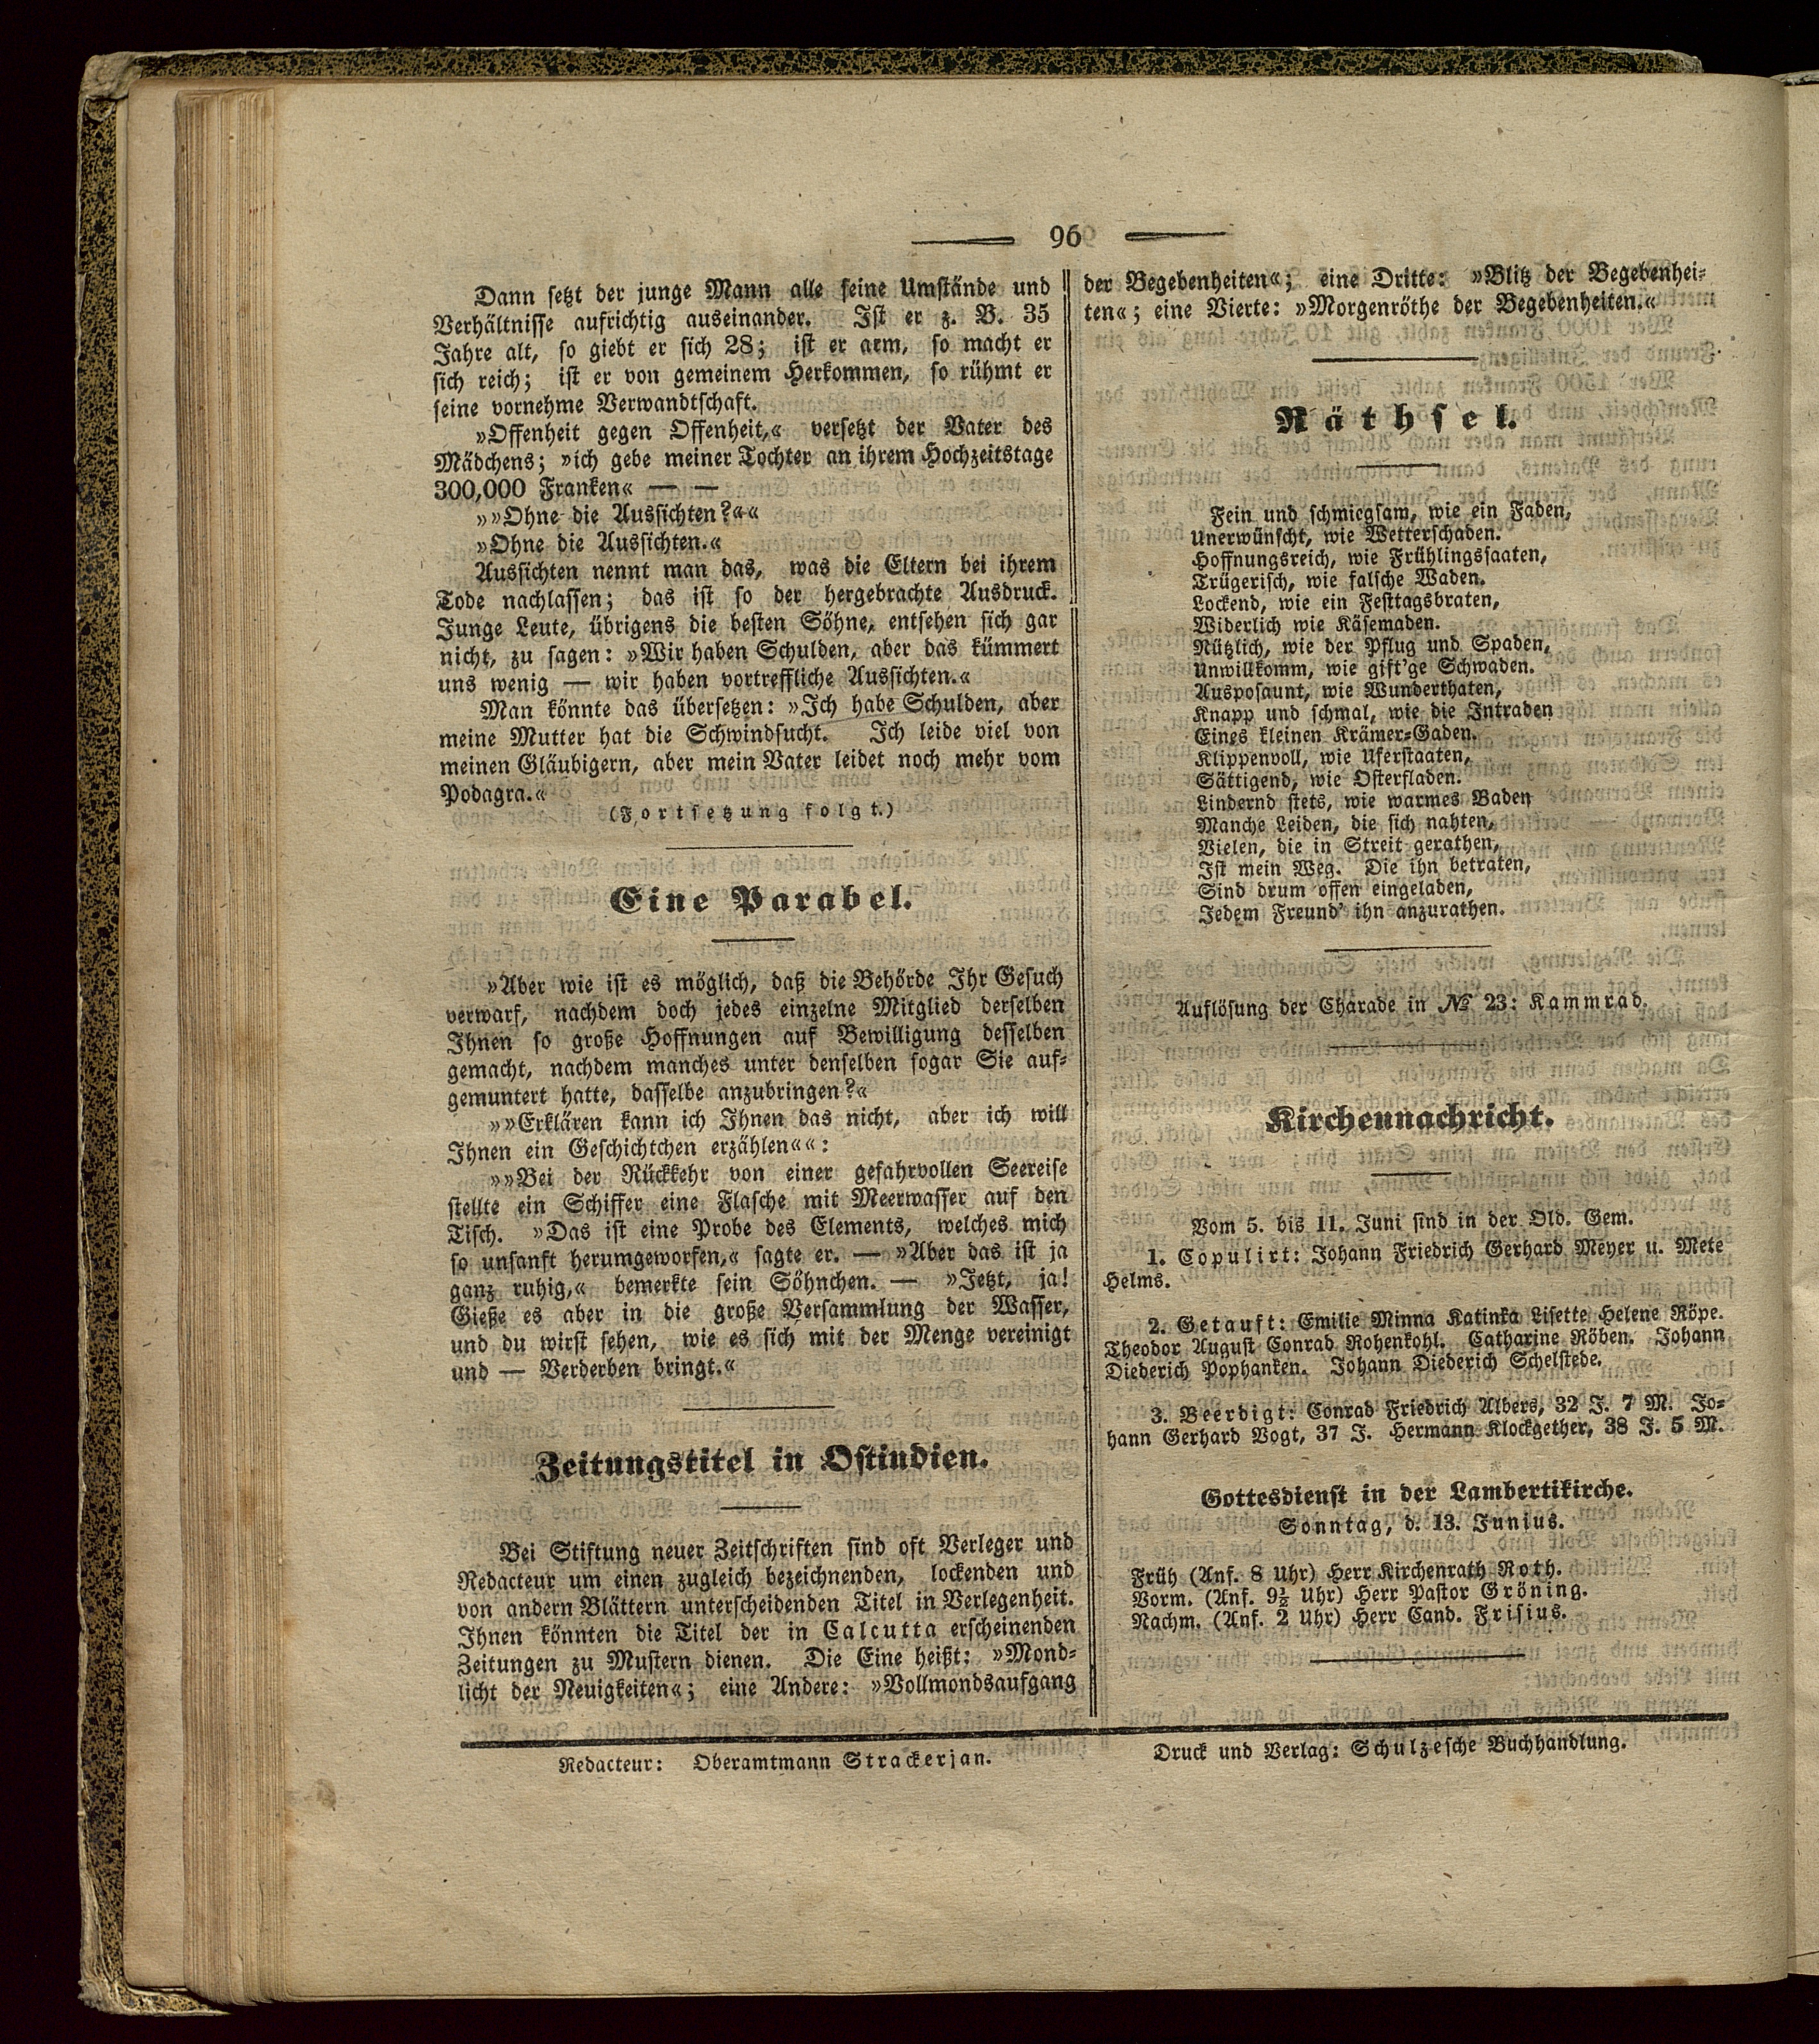 96
Dann setzt der junge Mann alle seine Umstände und
Verhältnisse aufrichtig auseinander. Ist er z. B. 35
Jahre alt, so giebt er sich 28; ist er arm, so macht er
sich reich; ist er von gemeinem Herkommen, so rühmt er
seine vornehme Verwandtschaft.
»Offenheit gegen Offenheit,« versetzt der Vater des
Mädchens; »ich gebe meiner Tochter an ihrem Hochzeitstage
300,000 Franken« — —
»»Ohne die Aussichten?««
»Ohne die Aussichten.«
Aussichten nennt man das, was die Eltern bei ihrem
Tode nachlassen; das ist so der hergebrachte Ausdruck.
Junge Leute, übrigens die besten Söhne, entsehen sich gar
nicht, zu sagen: »Wir haben Schulden, aber das kümmert
uns wenig — wir haben vortreffliche Aussichten.«
Man könnte das übersetzen: »Ich habe Schulden, aber
meine Mutter hat die Schwindsucht. Ich leide viel von
meinen Gläubigern, aber mein Vater leidet noch mehr vom
Podagra.«
(Fortsetzung folgt.)
Eine Parabel.
»Aber wie ist es möglich, daß die Behörde Ihr Gesuch
verwarf, nachdem doch jedes einzelne Mitglied derselben
Ihnen so große Hoffnungen auf Bewilligung desselben
gemacht, nachdem manches unter denselben sogar Sie auf-
gemuntert hatte, dasselbe anzubringen?«
»»Erklären kann ich Ihnen das nicht, aber ich will
Ihnen ein Geschichtchen erzählen««:
»»Bei der Rückkehr von einer gefahrvollen Seereise
stellte ein Schiffer eine Flasche mit Meerwasser auf den
Tisch. »Das ist eine Probe des Elements, welches mich
so unsanft herumgeworfen,« sagte er. — »Aber das ist ja
ganz ruhig,« bemerkte sein Söhnchen. — »Jetzt, ja!
Gieße es aber in die große Versammlung der Wasser,
und du wirst sehen, wie es sich mit der Menge vereinigt
und — Verderben bringt.«
Zeitungstitel in Ostindien.
Bei Stiftung neuer Zeitschriften sind oft Verleger und
Redacteur um einen zugleich bezeichnenden, lockenden und
von andern Blättern unterscheidenden Titel in Verlegenheit.
Ihnen könnten die Titel der in Calcutta erscheinenden
Zeitungen zu Mustern dienen. Die Eine heißt: »Mond-
licht der Neuigkeiten«; eine Andere: »Vollmondsaufgang
der Begebenheiten«; eine Dritte: »Blitz der Begebenhei-
ten«; eine Vierte: »Morgenröthe der Begebenheiten.«
Räthsel.
Fein und schmiegsam, wie ein Faden,
Unerwünscht, wie Wetterschaden.
Hoffnungsreich, wie Frühlingssaaten,
Trügerisch, wie falsche Waden.
Lockend, wie ein Festtagsbraten,
Widerlich wie Käsemaden.
Nützlich, wie der Pflug und Spaden,
Unwillkomm, wie gift'ge Schwaden.
Ausposaunt, wie Wunderthaten,
Knapp und schmal, wie die Intraden
Eines kleinen Krämer-Gaden.
Klippenvoll, wie Uferstaaten,
Sättigend, wie Osterfladen.
Lindernd stets, wie warmes Baden
Manche Leiden, die sich nahten,
Vielen, die in Streit gerathen,
Ist mein Weg. Die ihn betraten,
Sind drum offen eingeladen,
Jedem Freund' ihn anzurathen.
Auflösung der Charade in № 23: Kammrad.
Kirchennachricht.
Vom 5. bis 11. Juni sind in der Old. Gem.
1. Copulirt: Johann Friedrich Gerhard Meyer u. Mete
Helms.
2. Getauft: Emilie Minna Katinka Lisette Helene Röpe.
Theodor August Conrad Rohenkohl. Catharine Röben. Johann
Diederich Pophanken. Johann Diederich Schelstede.
3. Beerdigt: Conrad Friedrich Albers, 32 J. 7 M. Jo-
hann Gerhard Vogt, 37 J. Hermann Klockgether, 38 J. 5 M.
Gottesdienst in der Lambertikirche.
Sonntag, d. 13. Junius.
Früh (Anf. 8 Uhr) Herr Kirchenrath Roth.
Vorm. (Anf. 9½ Uhr) Herr Pastor Gröning.
Nachm. (Anf. 2 Uhr) Herr Cand. Frisius.
Redacteur: Oberamtmann Strackerjan.
Druck und Verlag: Schulzesche Buchhandlung.